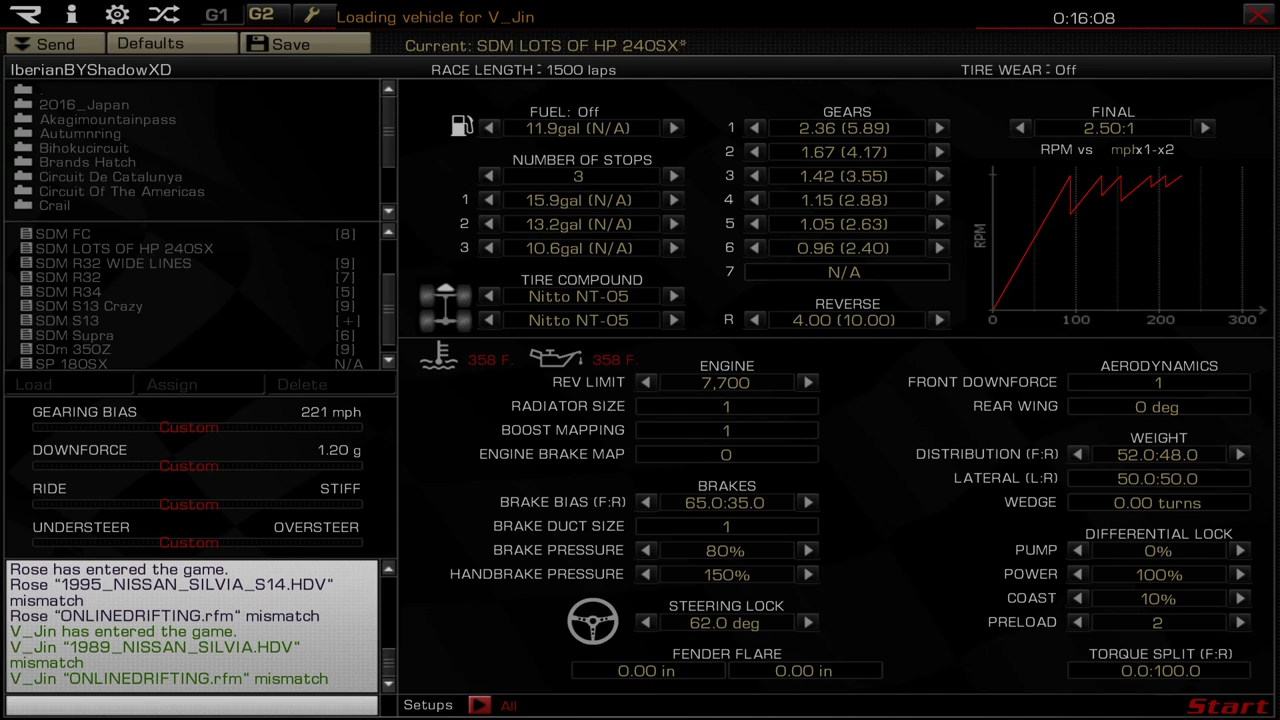 G1 G2 Loading vehicle for V_Jin 0:16:08
Send Defaults Save Current: SDM LOTS OF HP 240SX*
IberianBYShadowXD RACE LENGTH : 1500 laps TIRE WEAR : Off
.
2016_Japan
Akagimountainpass
Autumnring
Bihokucircuit
Brands Hatch
Circuit De Catalunya
Circuit Of The Americas
Crail
SDM FC [8]
SDM LOTS OF HP 240SX
SDM R32 WIDE LINES [9]
SDM R32 [7]
SDM R34 [5]
SDM S13 Crazy [9]
SDM S13 [+]
SDM Supra [6]
SDm 350Z [9]
SP 180SX N/A
Load Assign Delete
GEARING BIAS 221 mph
Custom
DOWNFORCE 1.20 g
Custom
RIDE STIFF
Custom
UNDERSTEER OVERSTEER
Custom
Rose has entered the game.
Rose "1995_NISSAN_SILVIA_S14.HDV"
mismatch
Rose "ONLINEDRIFTING.rfm" mismatch
V_Jin has entered the game.
V_Jin "1989_NISSAN_SILVIA.HDV"
mismatch
V_Jin "ONLINEDRIFTING.rfm" mismatch
FUEL: Off
11.9gal (N/A)
NUMBER OF STOPS
3
1 15.9gal (N/A)
2 13.2gal (N/A)
3 10.6gal (N/A)
TIRE COMPOUND
Nitto NT-05
Nitto NT-05
GEARS
1 2.36 (5.89)
2 1.67 (4.17)
3 1.42 (3.55)
4 1.15 (2.88)
5 1.05 (2.63)
6 0.96 (2.40)
7 N/A
REVERSE
R 4.00 (10.00)
FINAL
2.50:1
RPM vs mph x1-x2
RPM
0 100 200 300
358 F. 358 F.
ENGINE
REV LIMIT 7,700
RADIATOR SIZE 1
BOOST MAPPING 1
ENGINE BRAKE MAP 0
BRAKES
BRAKE BIAS (F:R) 65.0:35.0
BRAKE DUCT SIZE 1
BRAKE PRESSURE 80%
HANDBRAKE PRESSURE 150%
STEERING LOCK
62.0 deg
FENDER FLARE
0.00 in 0.00 in
AERODYNAMICS
FRONT DOWNFORCE 1
REAR WING 0 deg
WEIGHT
DISTRIBUTION (F:R) 52.0:48.0
LATERAL (L:R) 50.0:50.0
WEDGE 0.00 turns
DIFFERENTIAL LOCK
PUMP 0%
POWER 100%
COAST 10%
PRELOAD 2
TORQUE SPLIT (F:R)
0.0:100.0
Setups All Start